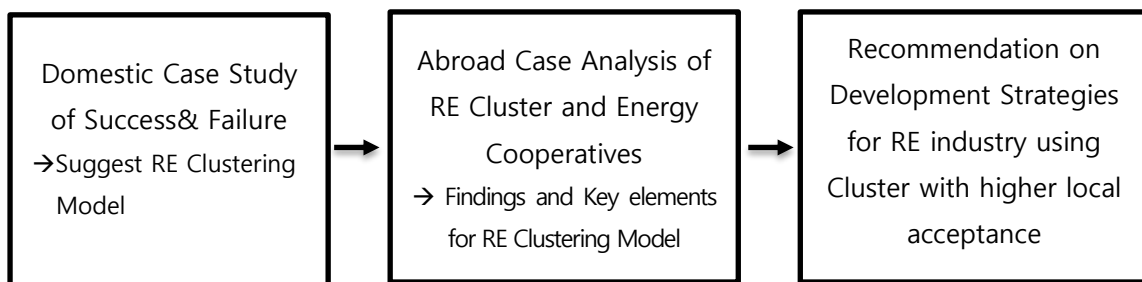 Domestic Case Study
of Success& Failure
→Suggest RE Clustering
Model
Abroad Case Analysis of
RE Cluster and Energy
Cooperatives
→ Findings and Key elements
for RE Clustering Model
Recommendation on
Development Strategies
for RE industry using
Cluster with higher local
acceptance